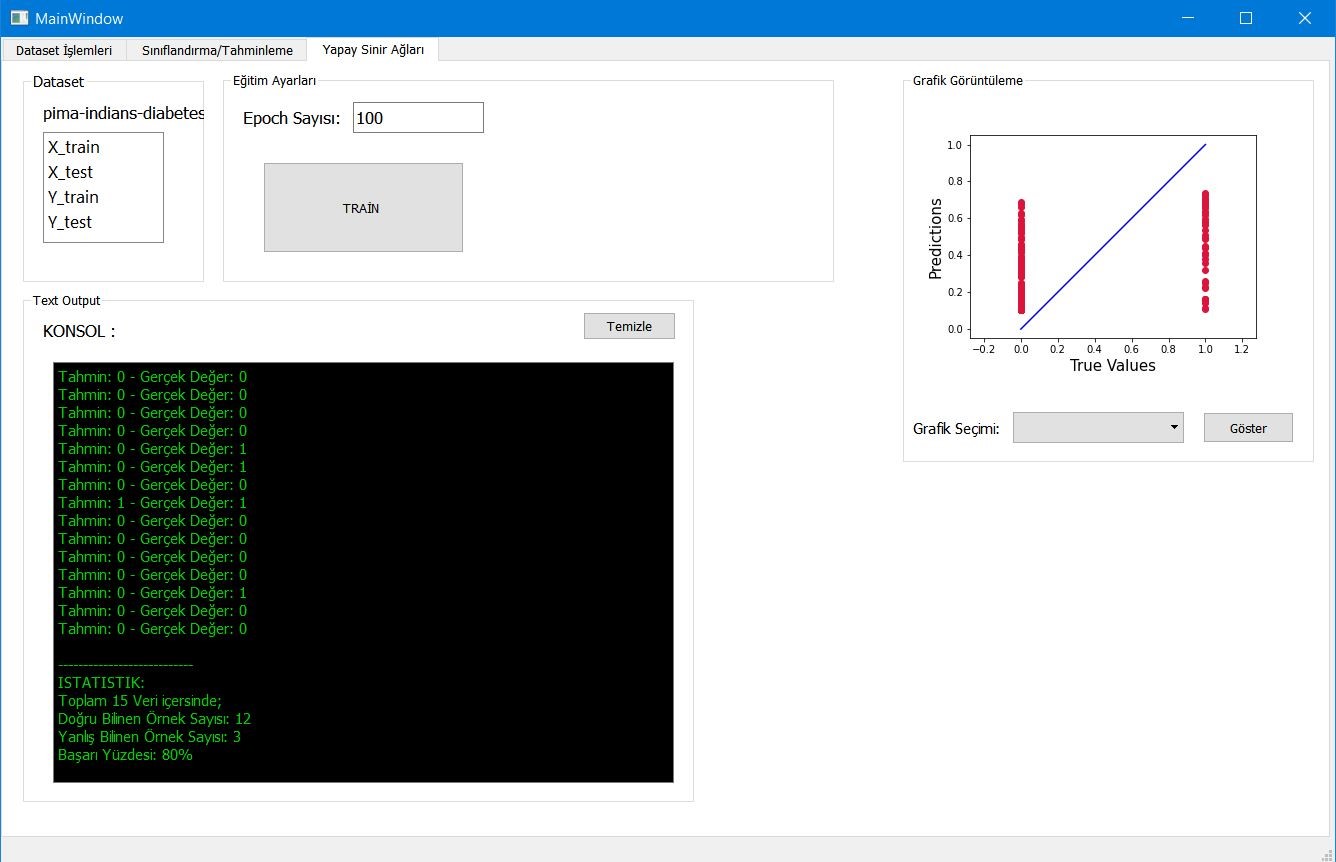 MainWindow
Dataset İşlemleri
Sınıflandırma/Tahminleme
Yapay Sinir Ağları
Dataset
pima-indians-diabetes
X_train
X_test
Y_train
Y_test
Eğitim Ayarları
Epoch Sayısı: 100
TRAİN
Text Output
KONSOL :
Temizle
Tahmin: 0 - Gerçek Değer: 0
Tahmin: 0 - Gerçek Değer: 0
Tahmin: 0 - Gerçek Değer: 0
Tahmin: 0 - Gerçek Değer: 0
Tahmin: 0 - Gerçek Değer: 1
Tahmin: 0 - Gerçek Değer: 1
Tahmin: 0 - Gerçek Değer: 0
Tahmin: 1 - Gerçek Değer: 1
Tahmin: 0 - Gerçek Değer: 0
Tahmin: 0 - Gerçek Değer: 0
Tahmin: 0 - Gerçek Değer: 0
Tahmin: 0 - Gerçek Değer: 0
Tahmin: 0 - Gerçek Değer: 1
Tahmin: 0 - Gerçek Değer: 0
Tahmin: 0 - Gerçek Değer: 0
---------------------------
ISTATISTIK:
Toplam 15 Veri içersinde;
Doğru Bilinen Örnek Sayısı: 12
Yanlış Bilinen Örnek Sayısı: 3
Başarı Yüzdesi: 80%
Grafik Görüntüleme
1.0
0.8
0.6
0.4
0.2
0.0
Predictions
−0.2 0.0 0.2 0.4 0.6 0.8 1.0 1.2
True Values
Grafik Seçimi:
Göster